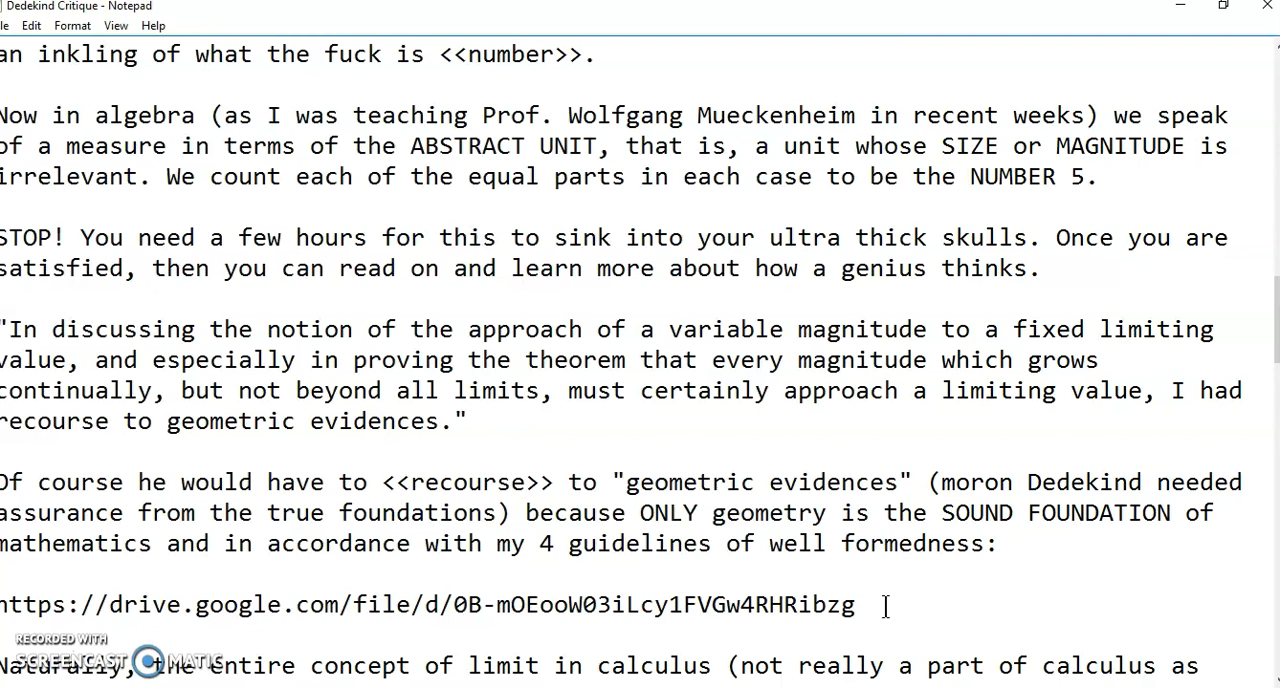 Dedekind Critique - Notepad
le Edit Format View Help
an inkling of what the fuck is <<number>>.
Now in algebra (as I was teaching Prof. Wolfgang Mueckenheim in recent weeks) we speak
of a measure in terms of the ABSTRACT UNIT, that is, a unit whose SIZE or MAGNITUDE is
irrelevant. We count each of the equal parts in each case to be the NUMBER 5.
STOP! You need a few hours for this to sink into your ultra thick skulls. Once you are
satisfied, then you can read on and learn more about how a genius thinks.
"In discussing the notion of the approach of a variable magnitude to a fixed limiting
value, and especially in proving the theorem that every magnitude which grows
continually, but not beyond all limits, must certainly approach a limiting value, I had
recourse to geometric evidences."
Of course he would have to <<recourse>> to "geometric evidences" (moron Dedekind needed
assurance from the true foundations) because ONLY geometry is the SOUND FOUNDATION of
mathematics and in accordance with my 4 guidelines of well formedness:
https://drive.google.com/file/d/0B-mOEooW03iLcy1FVGw4RHRibzg
RECORDED WITH
SCREENCAST MATIC
Naturally, the entire concept of limit in calculus (not really a part of calculus as